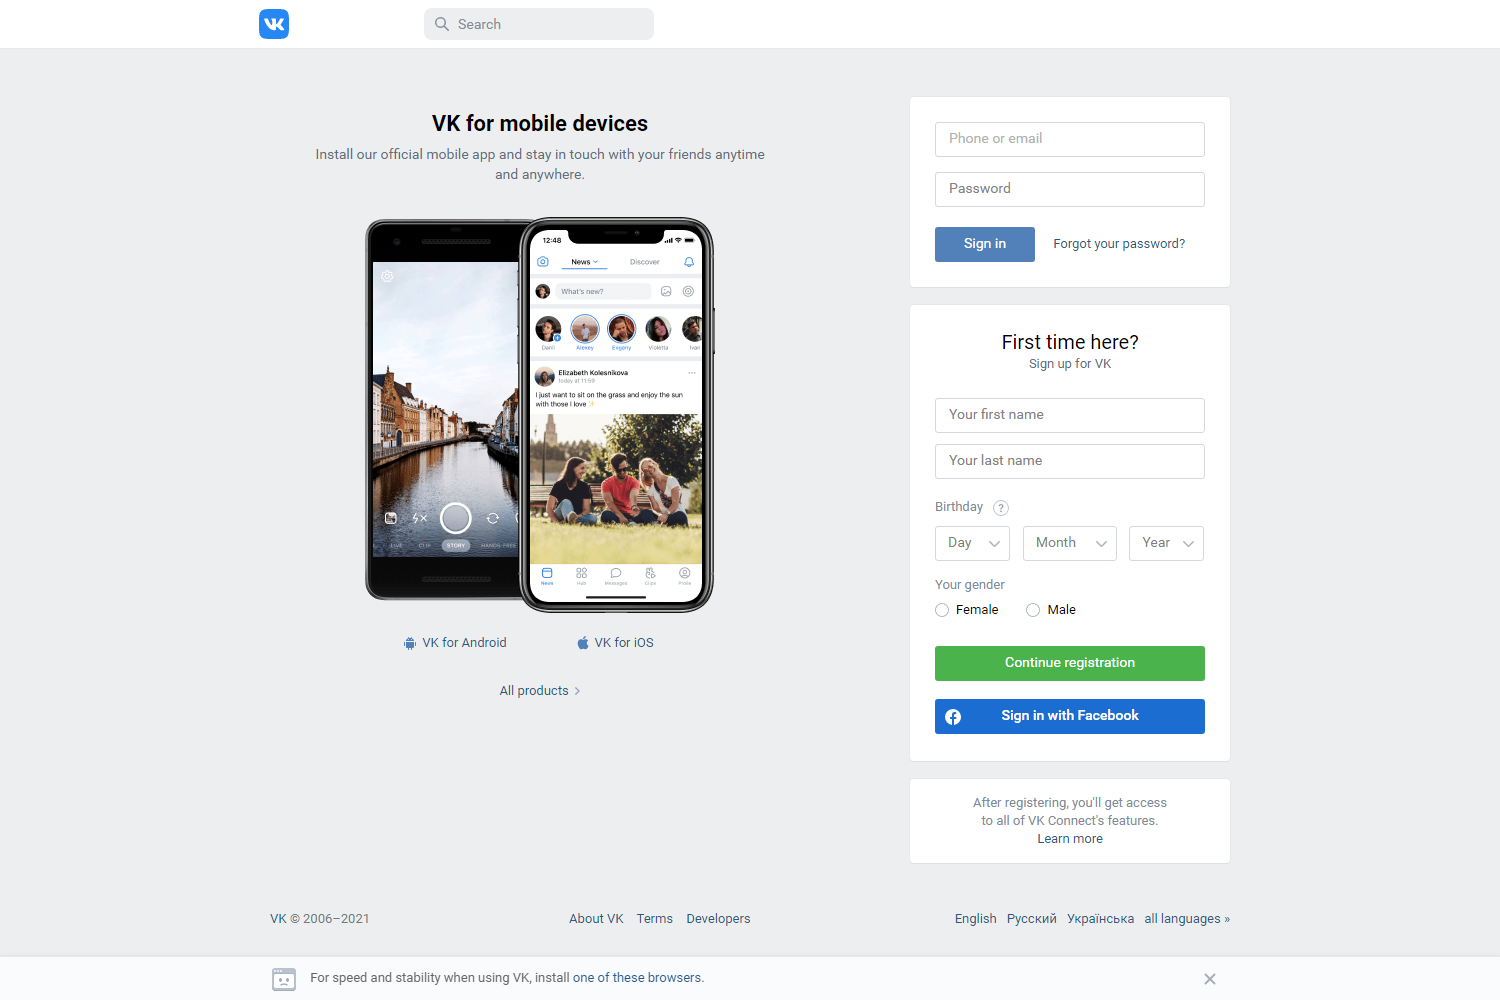 Search
VK for mobile devices
Install our official mobile app and stay in touch with your friends anytime
and anywhere.
12:48
News
Discover
What's new?
Danil
Alexey
Evgeny
Violetta
Ivan
Elizabeth Kolesnikova
today at 11:59
I just want to sit on the grass and enjoy the sun
with those I love ✨
LIVE
CLIP
STORY
HANDS-FREE
News
Hub
Messages
Clips
Profile
VK for Android
VK for iOS
All products
Phone or email
Password
Sign in
Forgot your password?
First time here?
Sign up for VK
Your first name
Your last name
Birthday ?
Day
Month
Year
Your gender
Female
Male
Continue registration
Sign in with Facebook
After registering, you'll get access
to all of VK Connect's features.
Learn more
VK © 2006–2021
About VK Terms Developers
English Русский Українська all languages »
For speed and stability when using VK, install one of these browsers.